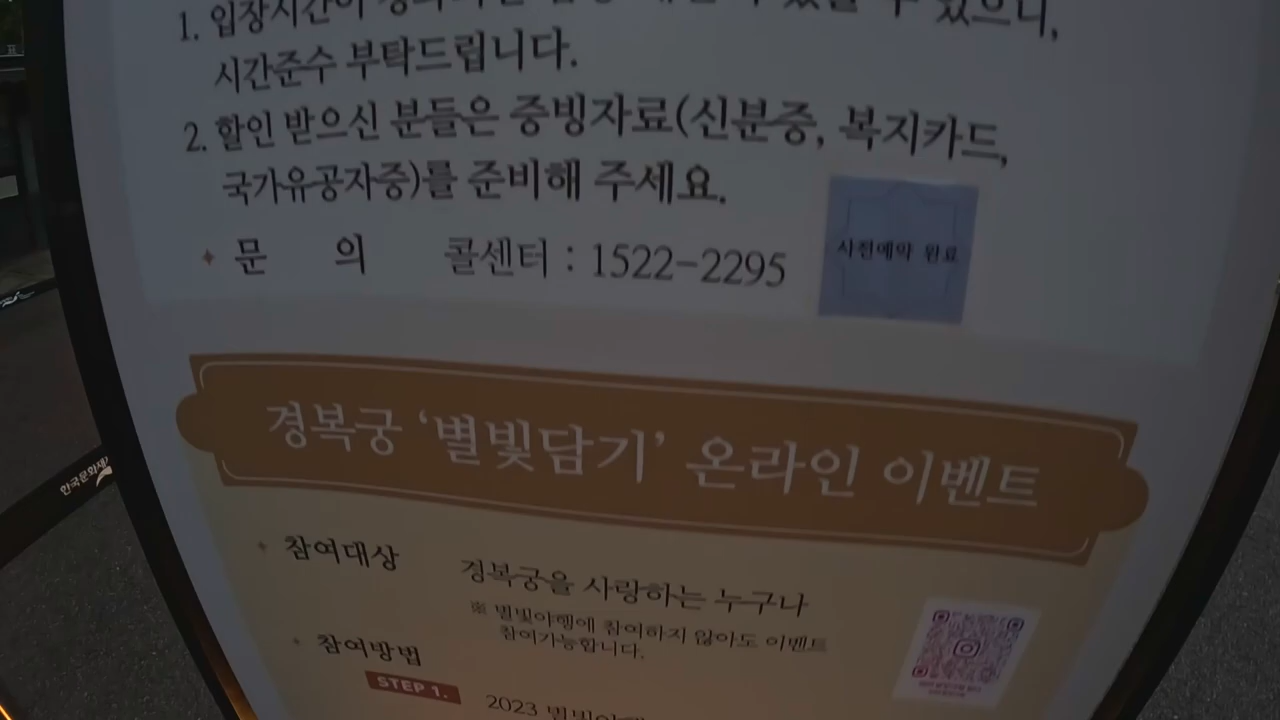 1. 입장시간이
있으니,
시간준수 부탁드립니다.
2. 할인 받으신 분들은 증빙자료(신분증, 복지카드,
국가유공자증)를 준비해 주세요.
문 의 콜센터 : 1522-2295
사전예약 완료
경복궁 '별빛담기' 온라인 이벤트
참여대상 경복궁을 사랑하는 누구나
※ 별빛야행에 참여하지 않아도 이벤트
참여가능합니다.
참여방법
STEP 1.
2023 별빛야행
한국문화재